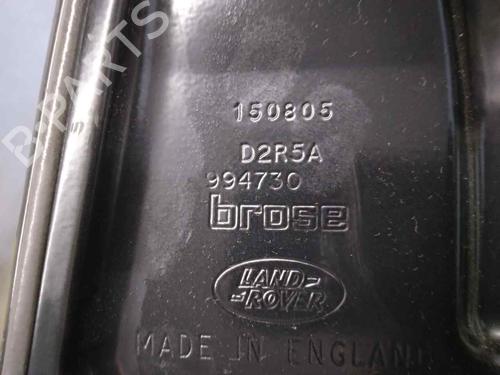 B-PARTS
150805
D2R5A
994730
brose
LAND-
ROVER
MADE IN ENGLAND